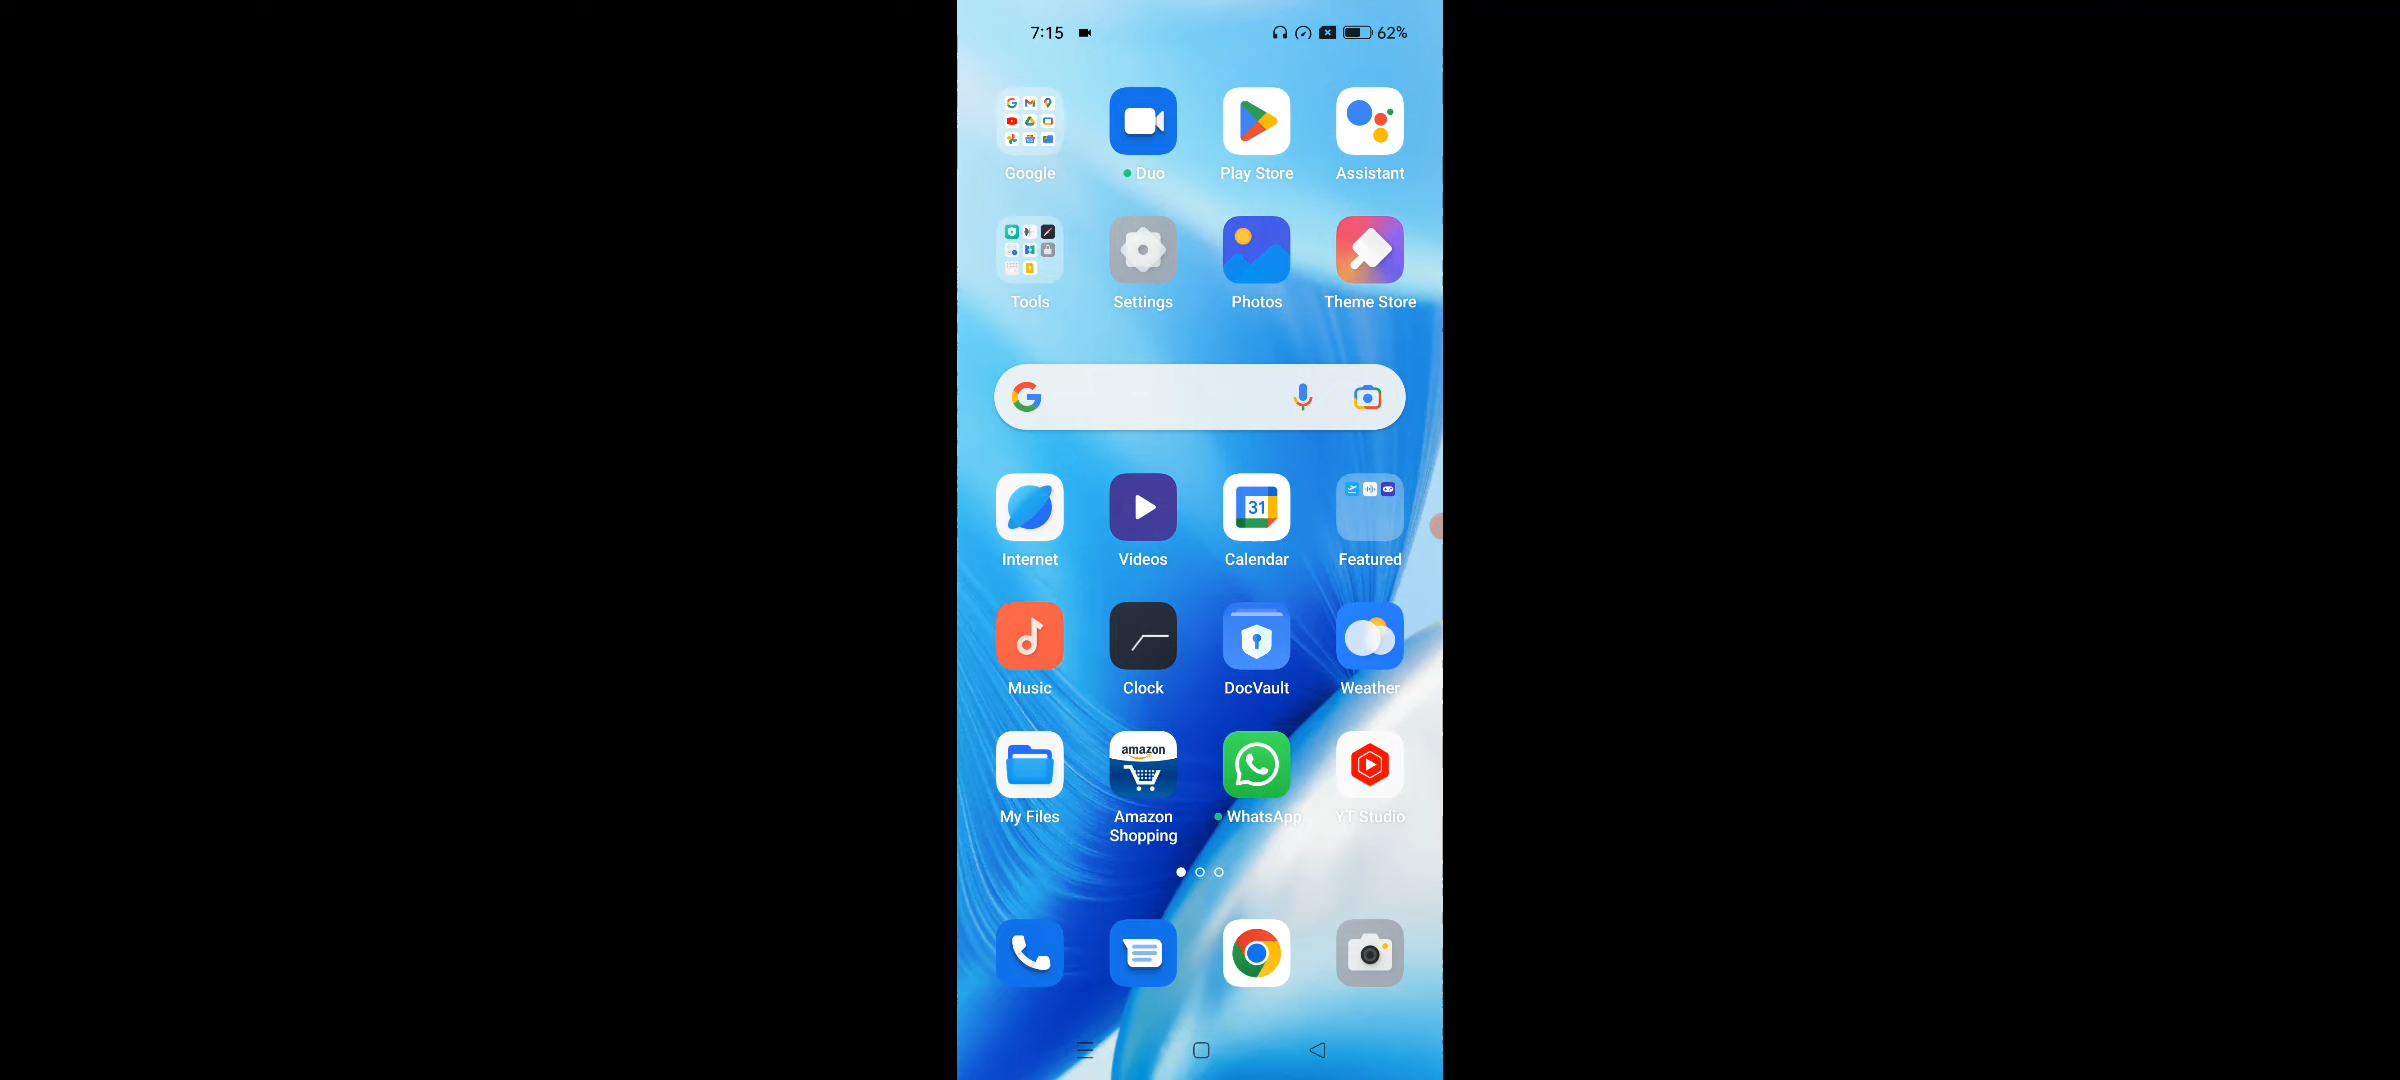 7:15 62%
Google Duo Play Store Assistant
Tools Settings Photos Theme Store
31
Internet Videos Calendar Featured
Music Clock DocVault Weather
amazon
My Files Amazon Shopping WhatsApp YT Studio